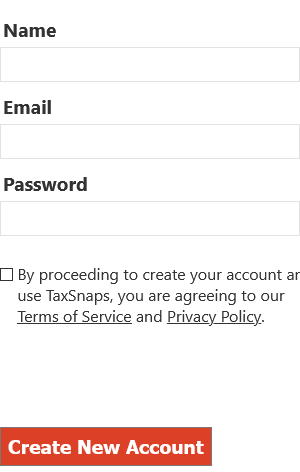 Name
Email
Password
By proceeding to create your account
use TaxSnaps, you are agreeing to our
Terms of Service and Privacy Policy.
Create New Account